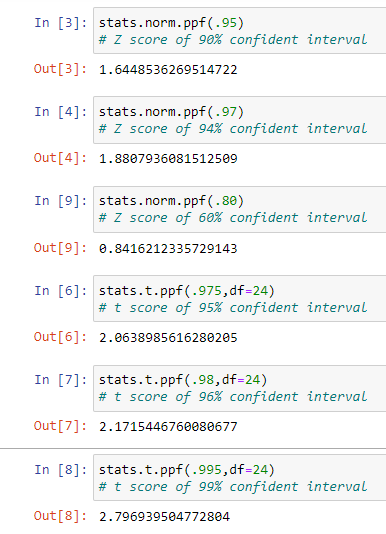 In [3]: stats.norm.ppf(.95)
# Z score of 90% confident interval
Out[3]: 1.6448536269514722
In [4]: stats.norm.ppf(.97)
# Z score of 94% confident interval
Out[4]: 1.8807936081512509
In [9]: stats.norm.ppf(.80)
# Z score of 60% confident interval
Out[9]: 0.8416212335729143
In [6]: stats.t.ppf(.975,df=24)
# t score of 95% confident interval
Out[6]: 2.0638985616280205
In [7]: stats.t.ppf(.98,df=24)
# t score of 96% confident interval
Out[7]: 2.1715446760080677
In [8]: stats.t.ppf(.995,df=24)
# t score of 99% confident interval
Out[8]: 2.796939504772804